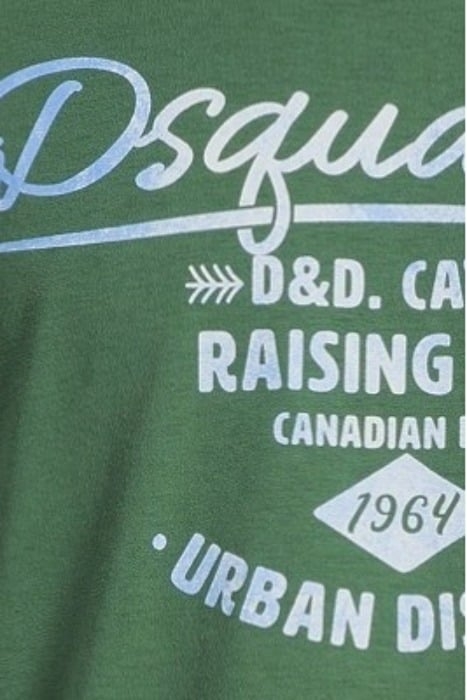 Dsqua
D&D. CA
RAISING
CANADIAN
1964
• URBAN DIS